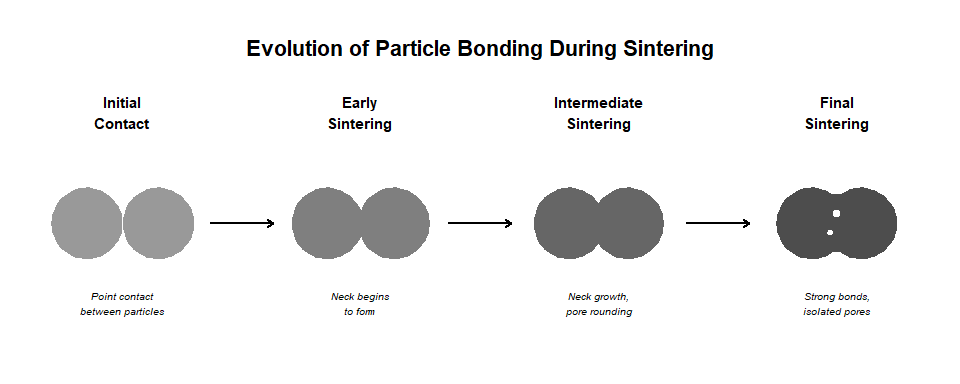 Evolution of Particle Bonding During Sintering
Initial
Contact
Early
Sintering
Intermediate
Sintering
Final
Sintering
Point contact
between particles
Neck begins
to form
Neck growth,
pore rounding
Strong bonds,
isolated pores